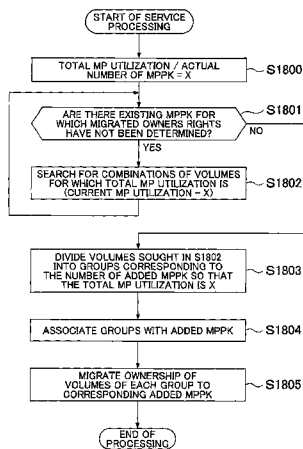 START OF SERVICE
PROCESSING
TOTAL MP UTILIZATION / ACTUAL
NUMBER OF MPPK = X
S1800
ARE THERE EXISTING MPPK FOR
WHICH MIGRATED OWNERS RIGHTS
HAVE NOT BEEN DETERMINED?
S1801
NO
YES
SEARCH FOR COMBINATIONS OF VOLUMES
FOR WHICH TOTAL MP UTILIZATION IS
(CURRENT MP UTILIZATION - X)
S1802
DIVIDE VOLUMES SOUGHT IN S1802
INTO GROUPS CORRESPONDING TO
THE NUMBER OF ADDED MPPK SO THAT
THE TOTAL MP UTILIZATION IS X
S1803
ASSOCIATE GROUPS WITH ADDED MPPK
S1804
MIGRATE OWNERSHIP OF
VOLUMES OF EACH GROUP TO
CORRESPONDING ADDED MPPK
S1805
END OF
PROCESSING